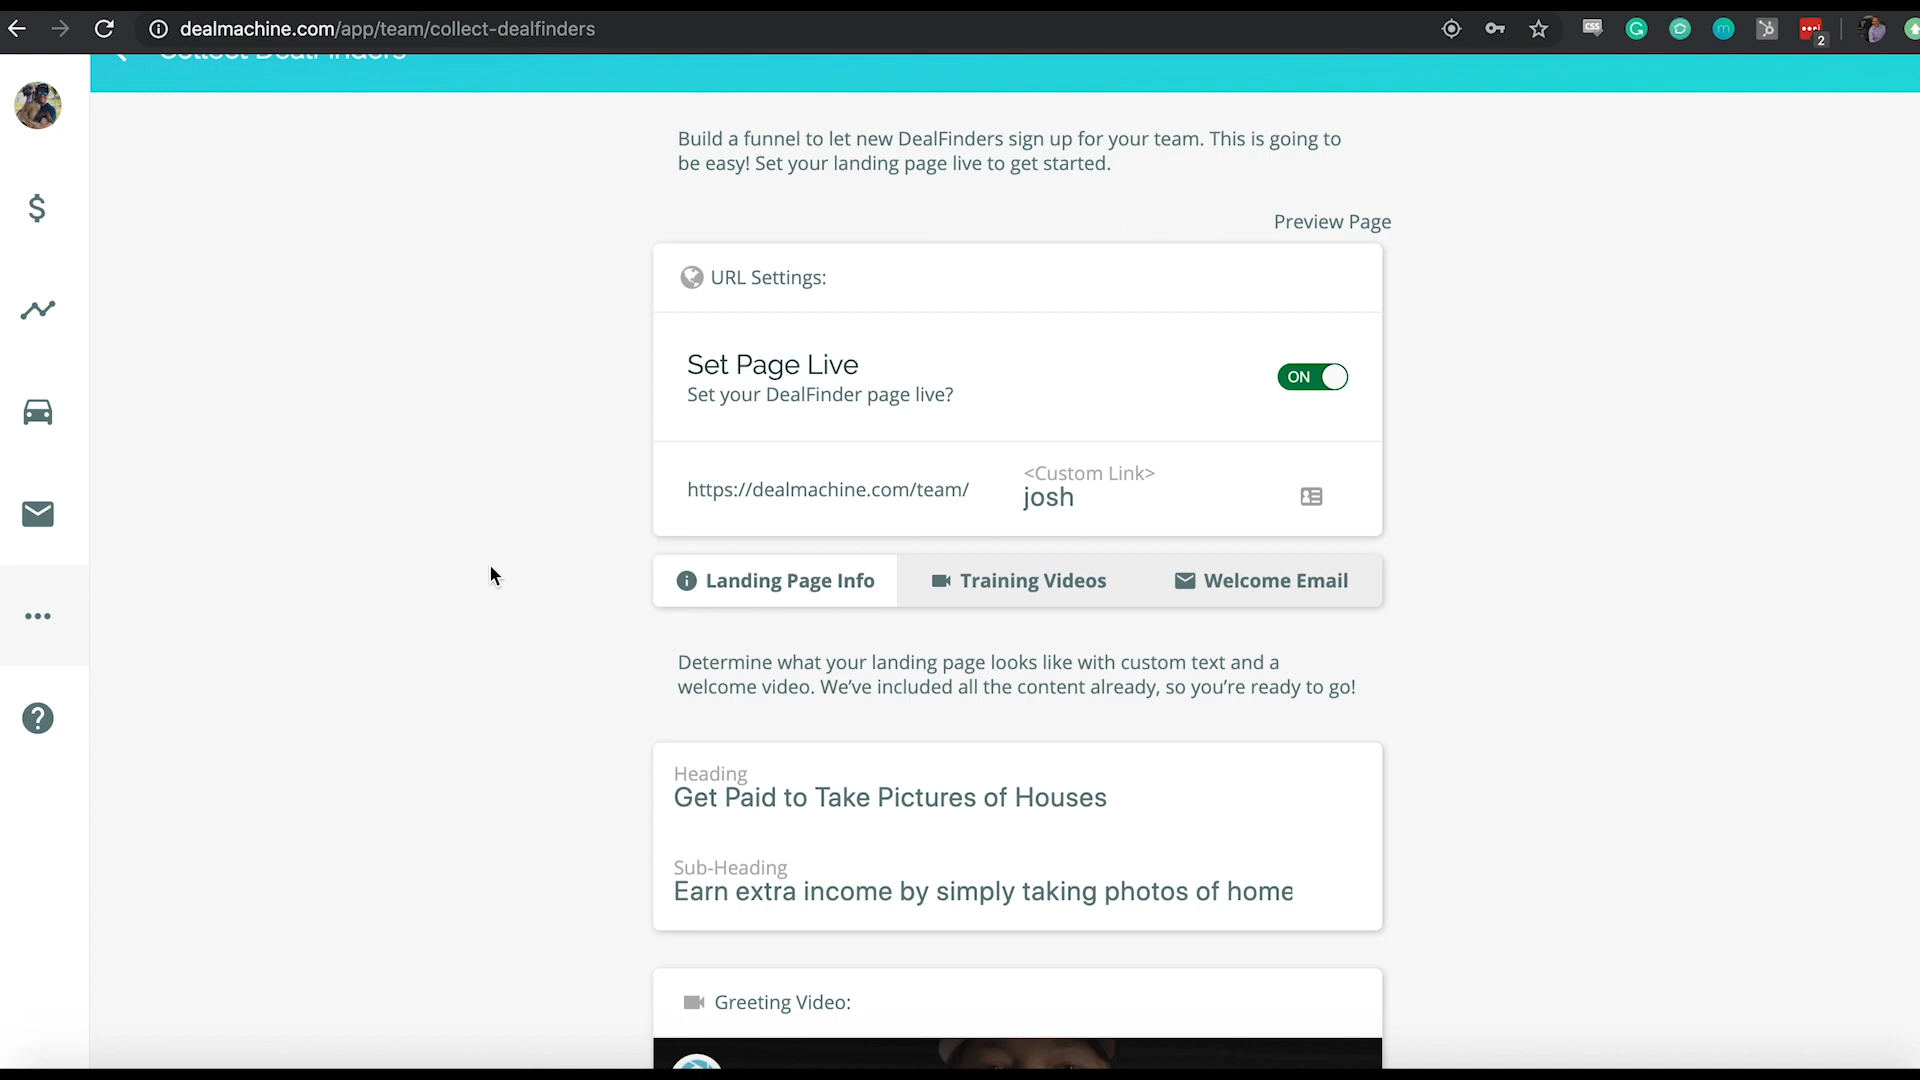 dealmachine.com/app/team/collect-dealfinders
CSS
2
Collect DealFinders
Build a funnel to let new DealFinders sign up for your team. This is going to
be easy! Set your landing page live to get started.
Preview Page
URL Settings:
Set Page Live
Set your DealFinder page live?
ON
https://dealmachine.com/team/
<Custom Link>
josh
Landing Page Info
Training Videos
Welcome Email
Determine what your landing page looks like with custom text and a
welcome video. We’ve included all the content already, so you’re ready to go!
Heading
Get Paid to Take Pictures of Houses
Sub-Heading
Earn extra income by simply taking photos of home
Greeting Video: